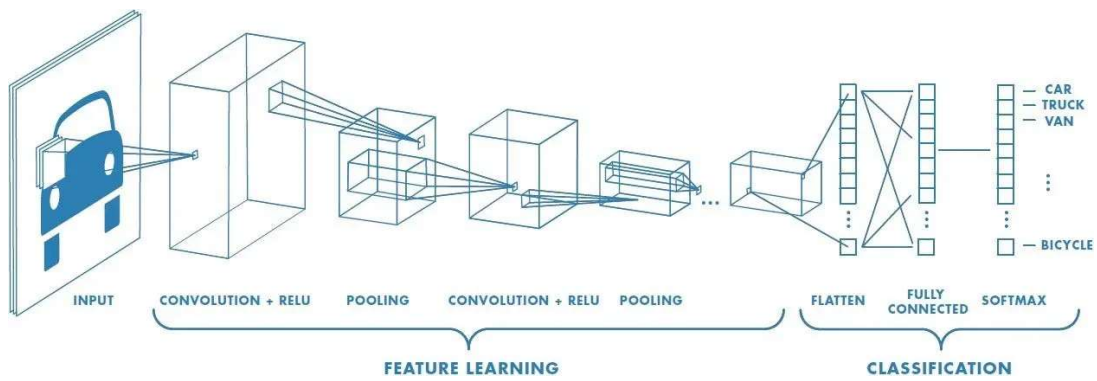 CAR
TRUCK
VAN
BICYCLE
INPUT
CONVOLUTION + RELU
POOLING
CONVOLUTION + RELU
POOLING
FLATTEN
FULLY
CONNECTED
SOFTMAX
FEATURE LEARNING
CLASSIFICATION